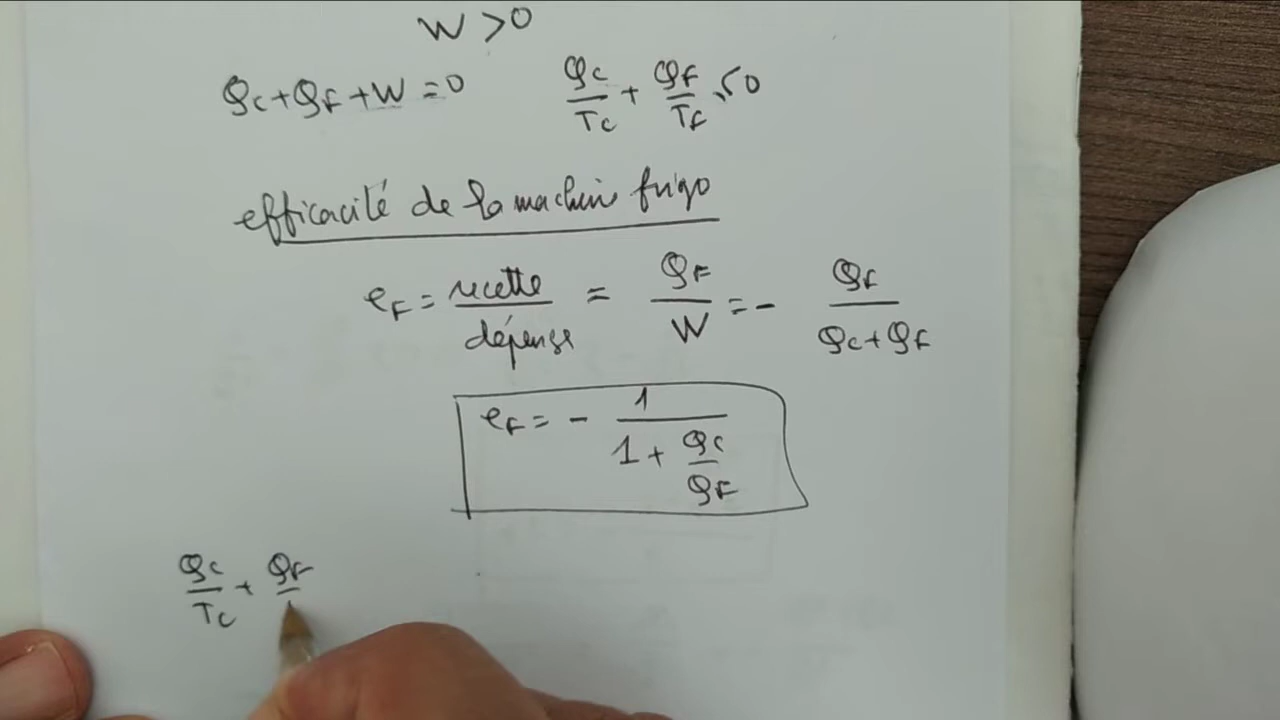 W > 0
Qc + QF + W = 0    Qc/Tc + QF/TF ≤ 0
efficacité de la machine frigo
eF = recette/dépense = QF/W = - QF/(Qc + QF)
eF = - 1/(1 + Qc/QF)
Qc/Tc + QF/